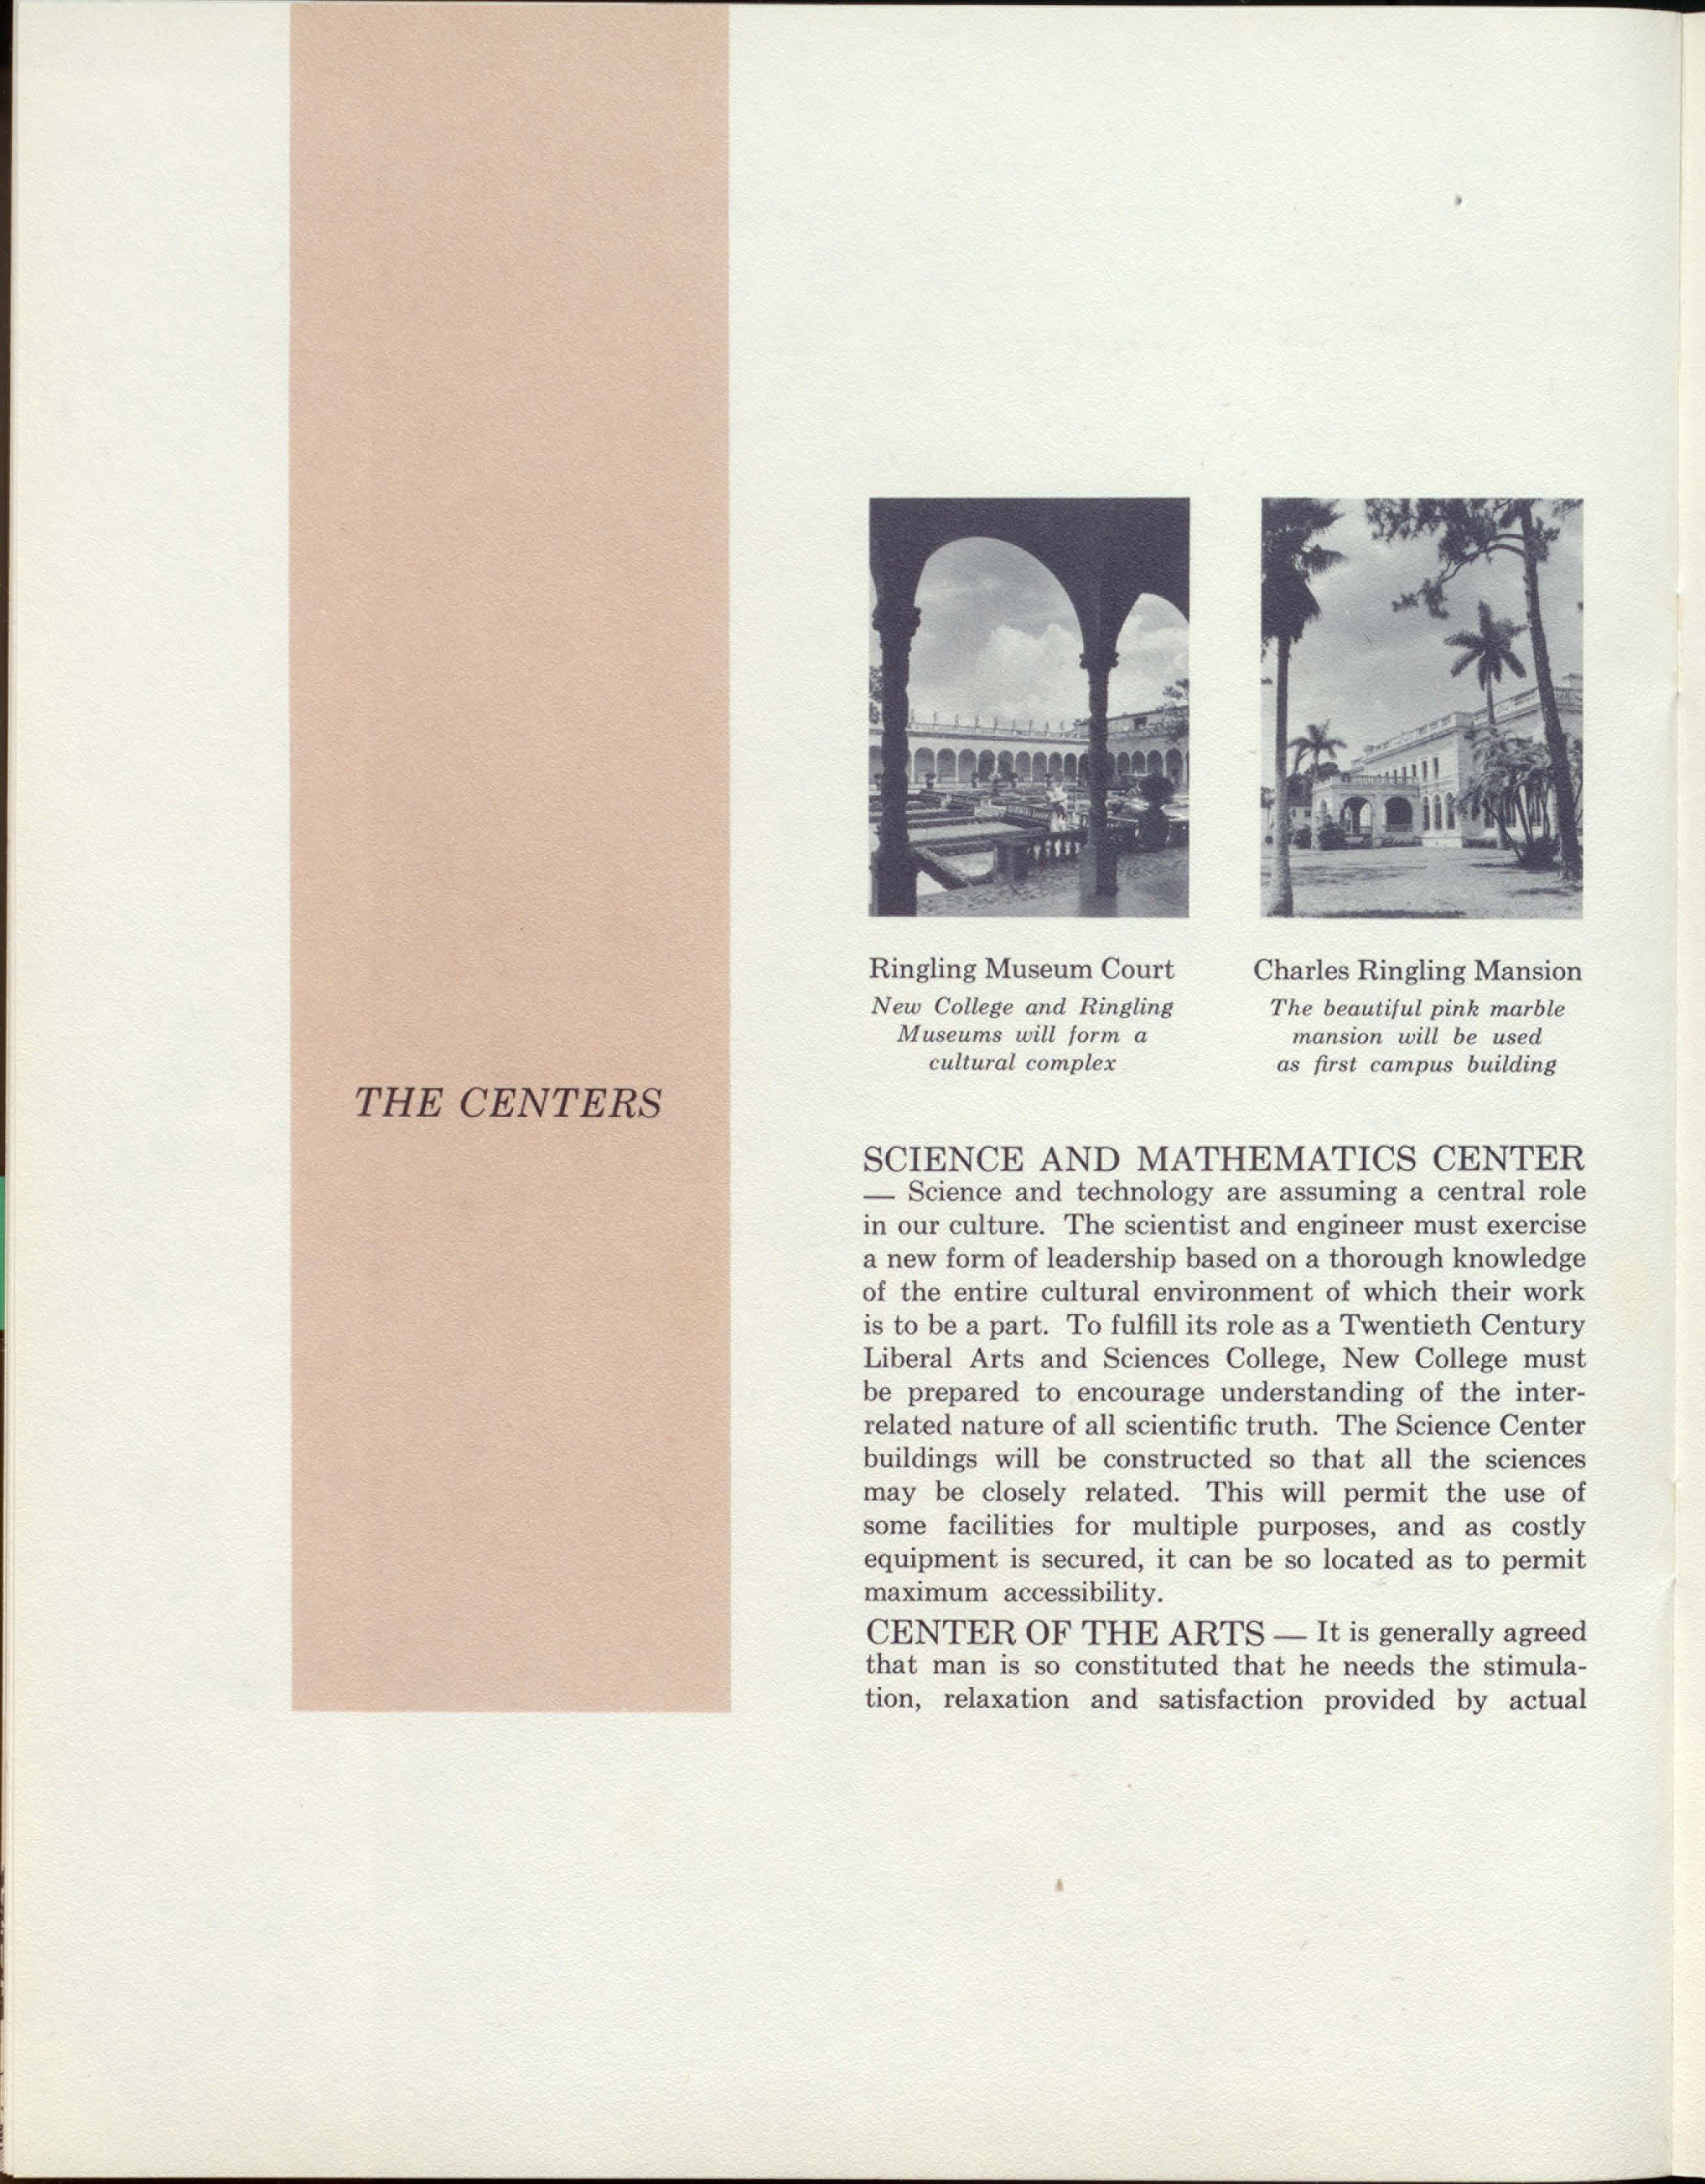 THE CENTERS
Ringling Museum Court
New College and Ringling
Museums will form a
cultural complex
Charles Ringling Mansion
The beautiful pink marble
mansion will be used
as first campus building
SCIENCE AND MATHEMATICS CENTER
— Science and technology are assuming a central role
in our culture. The scientist and engineer must exercise
a new form of leadership based on a thorough knowledge
of the entire cultural environment of which their work
is to be a part. To fulfill its role as a Twentieth Century
Liberal Arts and Sciences College, New College must
be prepared to encourage understanding of the inter-
related nature of all scientific truth. The Science Center
buildings will be constructed so that all the sciences
may be closely related. This will permit the use of
some facilities for multiple purposes, and as costly
equipment is secured, it can be so located as to permit
maximum accessibility.
CENTER OF THE ARTS — It is generally agreed
that man is so constituted that he needs the stimula-
tion, relaxation and satisfaction provided by actual